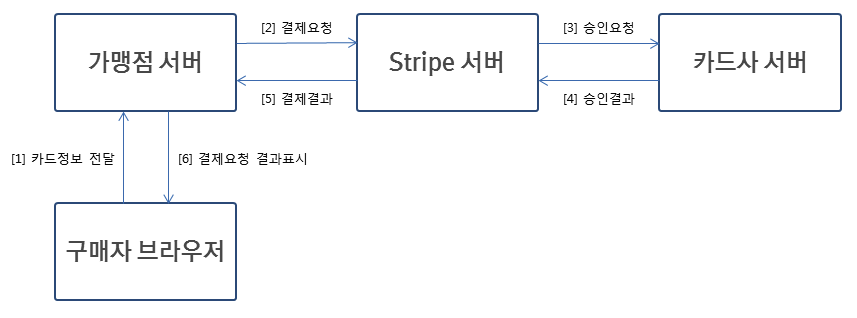 [2] 결제요청
[3] 승인요청
가맹점 서버
Stripe 서버
카드사 서버
[5] 결제결과
[4] 승인결과
[1] 카드정보 전달
[6] 결제요청 결과표시
구매자 브라우저